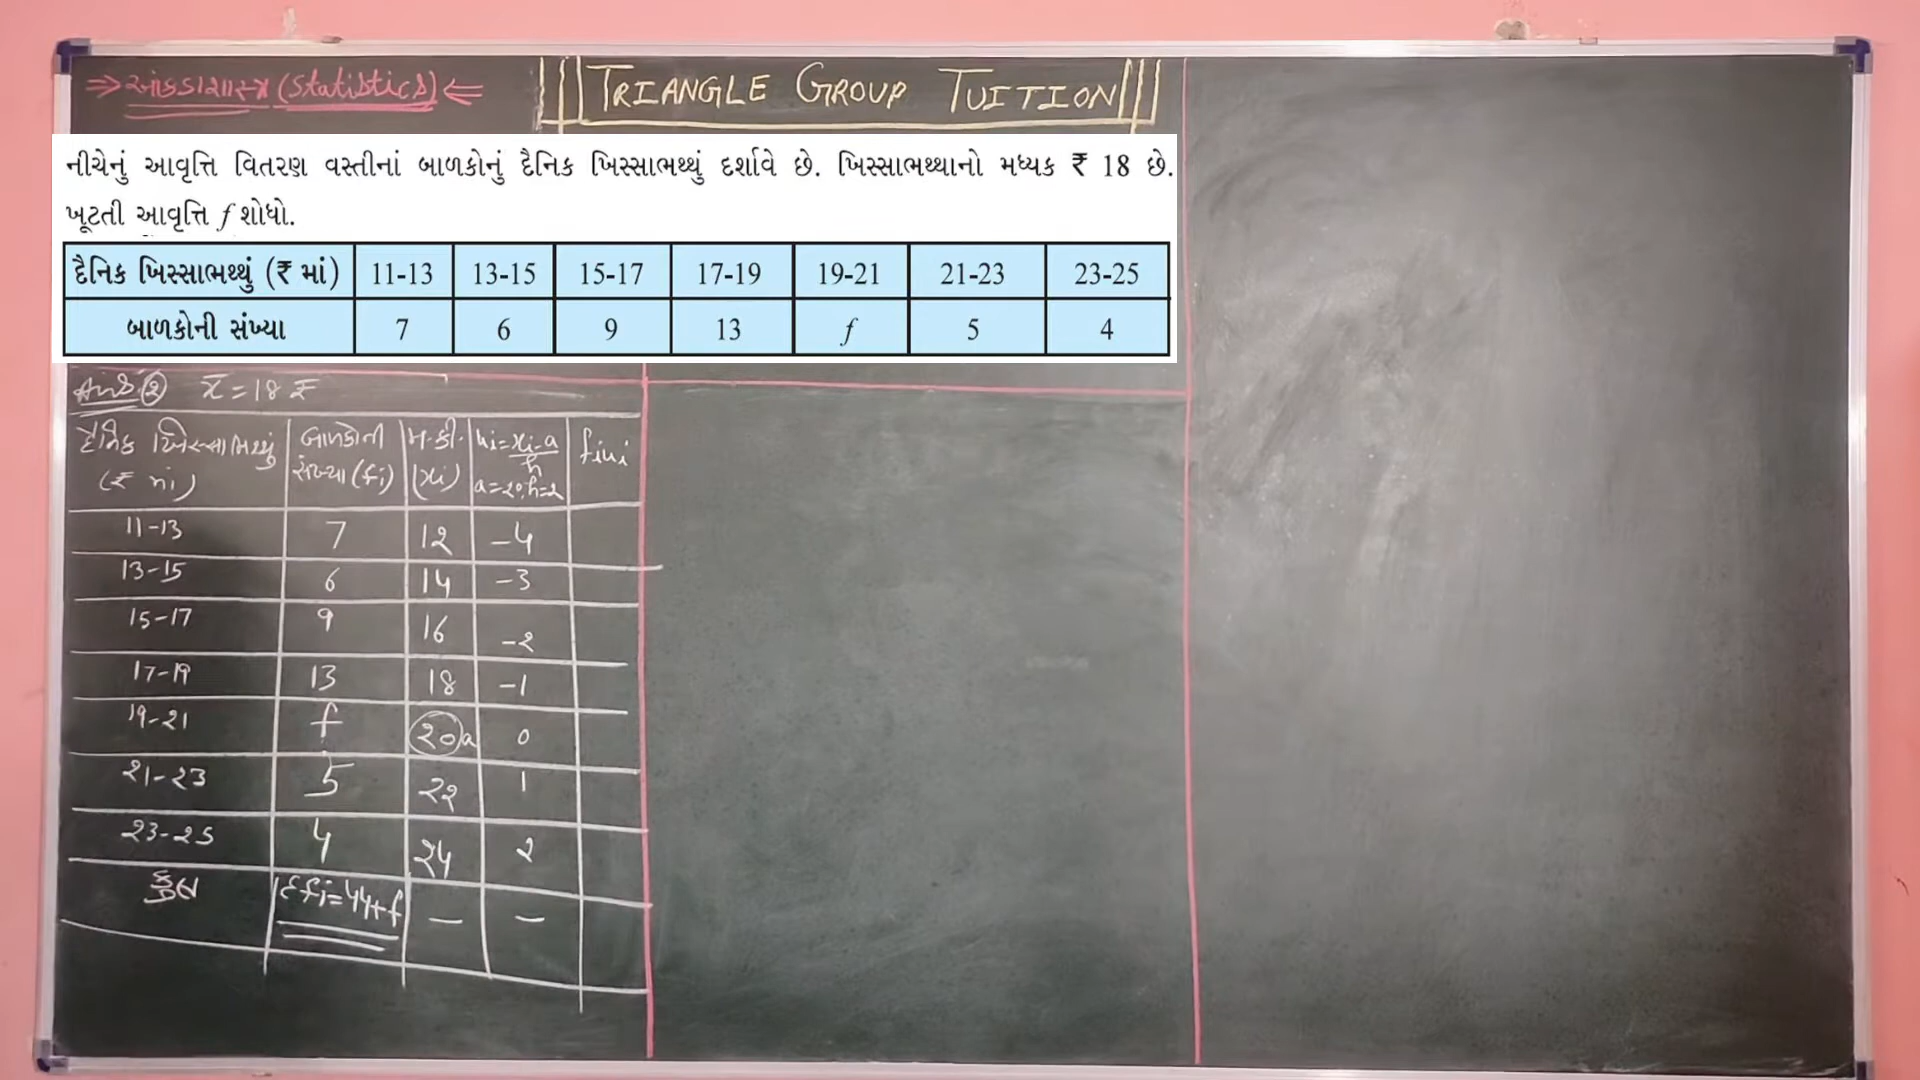 ⇒ આંકડાશાસ્ત્ર (Statistics) ⇐
TRIANGLE GROUP TUITION
નીચેનું આવૃત્તિ વિતરણ વસ્તીનાં બાળકોનું દૈનિક ખિસ્સાભથ્થું દર્શાવે છે. ખિસ્સાભથ્થાનો મધ્યક ₹ 18 છે.
ખૂટતી આવૃત્તિ f શોધો.
દૈનિક ખિસ્સાભથ્થું (₹ માં) 11-13 13-15 15-17 17-19 19-21 21-23 23-25
બાળકોની સંખ્યા 7 6 9 13 f 5 4
Ans ② x̄ = 18 ₹
દૈનિક ખિસ્સાભથ્થું બાળકોની મ.કી. ui = xi-a/h fiui
(₹ માં) સંખ્યા (fi) (xi) a=20, h=2
11-13 7 12 -4
13-15 6 14 -3
15-17 9 16 -2
17-19 13 18 -1
19-21 f 20 a 0
21-23 5 22 1
23-25 4 24 2
કુલ Σfi = 44+f — —